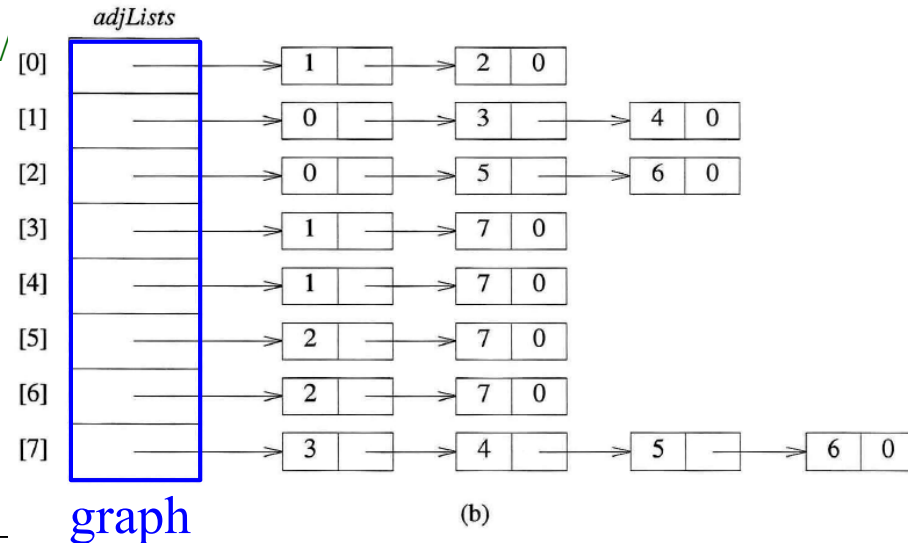 adjLists
/
[0] 1 2 0
[1] 0 3 4 0
[2] 0 5 6 0
[3] 1 7 0
[4] 1 7 0
[5] 2 7 0
[6] 2 7 0
[7] 3 4 5 6 0
graph (b)